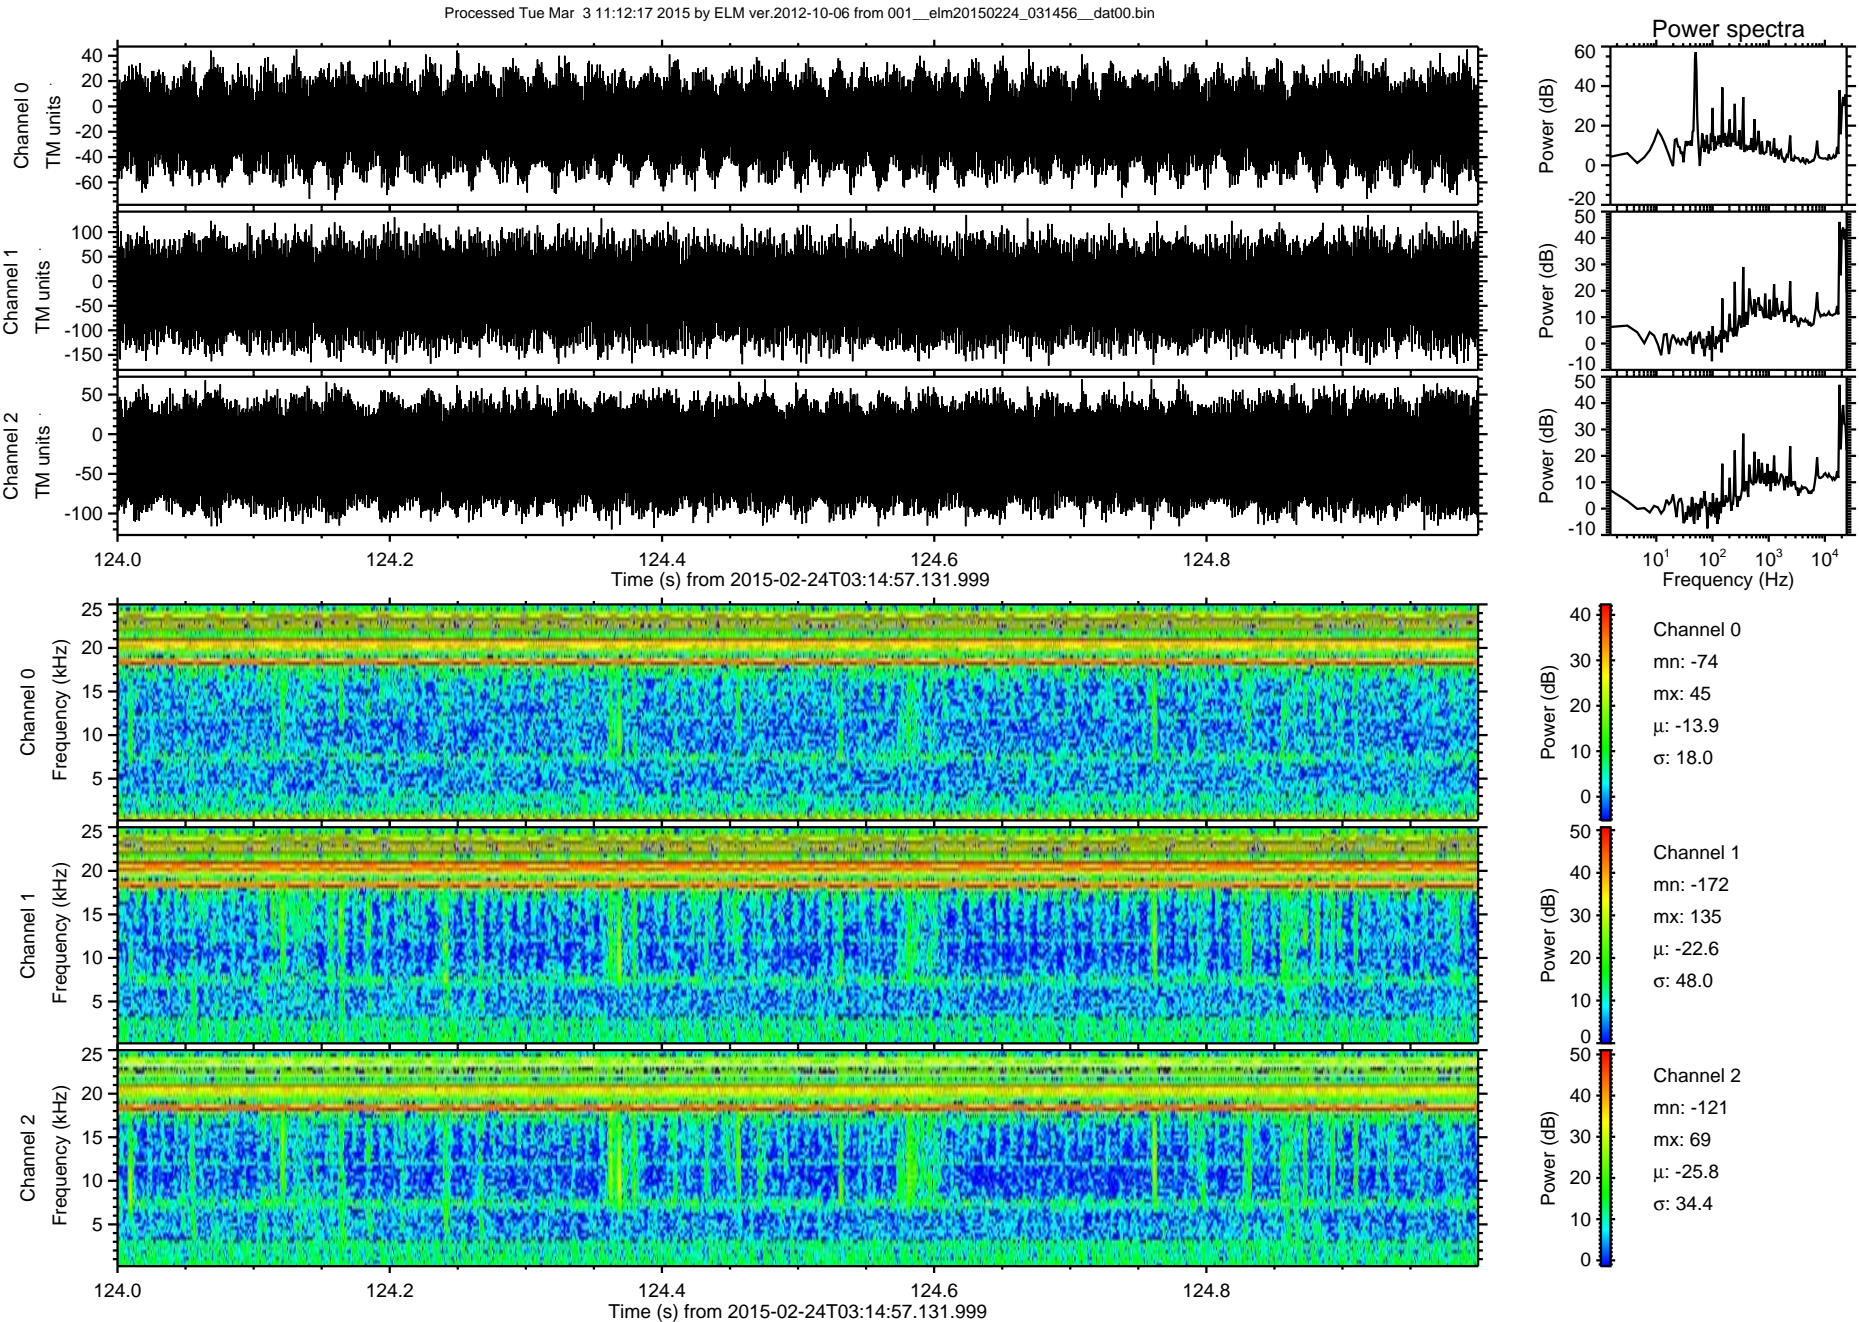 Processed Tue Mar  3 11:12:17 2015 by ELM ver.2012-10-06 from 001__elm20150224_031456__dat00.bin
Power spectra
Channel 0
TM units
40
20
0
-20
-40
-60
Power (dB)
60
40
20
0
-20
Channel 1
TM units
100
50
0
-50
-100
-150
Power (dB)
50
40
30
20
10
0
-10
Channel 2
TM units
50
0
-50
-100
Power (dB)
50
40
30
20
10
0
-10
124.0 124.2 124.4 124.6 124.8
Time (s) from 2015-02-24T03:14:57.131.999
10¹ 10² 10³ 10⁴
Frequency (Hz)
Channel 0
Frequency (kHz)
25
20
15
10
5
Power (dB)
40
30
20
10
0
Channel 0
mn: -74
mx: 45
μ: -13.9
σ: 18.0
Channel 1
Frequency (kHz)
25
20
15
10
5
Power (dB)
50
40
30
20
10
0
Channel 1
mn: -172
mx: 135
μ: -22.6
σ: 48.0
Channel 2
Frequency (kHz)
25
20
15
10
5
Power (dB)
50
40
30
20
10
0
Channel 2
mn: -121
mx: 69
μ: -25.8
σ: 34.4
124.0 124.2 124.4 124.6 124.8
Time (s) from 2015-02-24T03:14:57.131.999